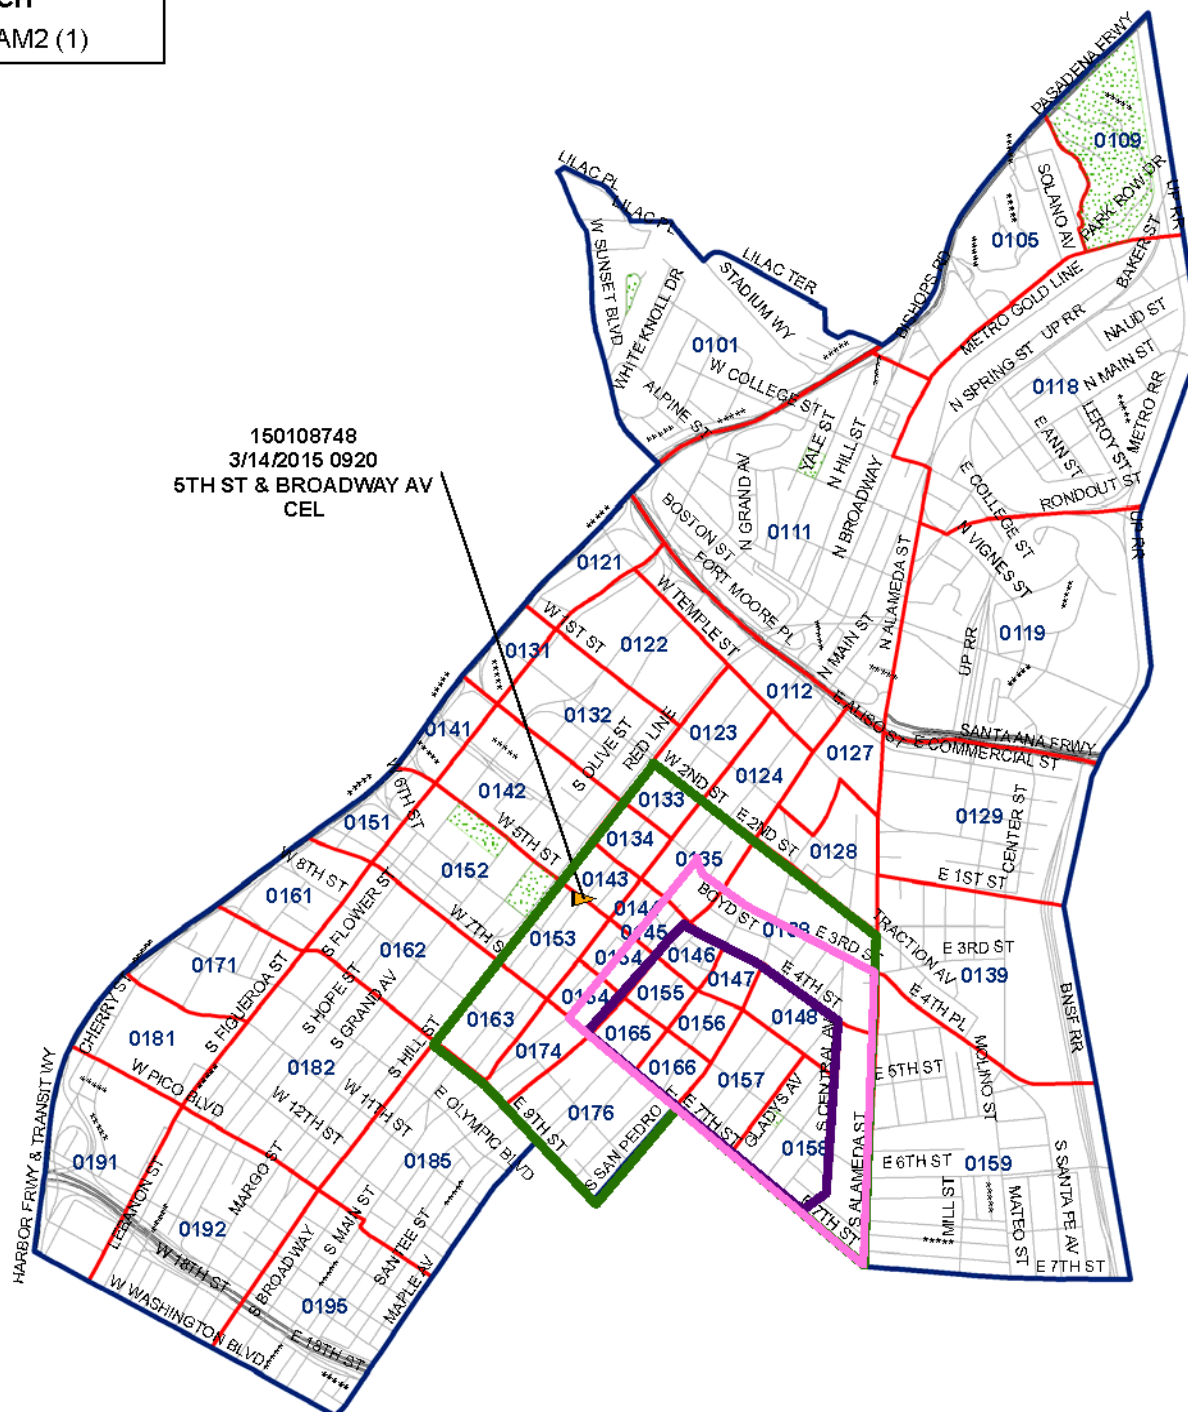 AM2 (1)
PASADENA FRWY
*****
0109
*****
SOLANO AV
PARK ROW DR
UP RR
LILAC PL
LILAC PL
*****
0105
*****
W SUNSET BLVD
LILAC TER
BISHOPS RD
STADIUM WY
BAKER ST
METRO GOLD LINE
WHITE KNOLL DR
UP RR
NAUD ST
0101
*****
N SPRING ST
N MAIN ST
W COLLEGE ST
*****
0118
METRO RR
ALPINE ST
*****
*****
YALE ST
N HILL ST
LEROY ST
*****
E ANN ST
150108748
3/14/2015 0920
5TH ST & BROADWAY AV
CEL
N GRAND AV
N BROADWAY
E COLLEGE ST
RONDOUT ST
*****
BOSTON ST
0111
N VIGNES ST
UP RR
0121
FORT MOORE PL
N ALAMEDA ST
*****
W TEMPLE ST
W 1ST ST
0122
*****
N MAIN ST
0119
0131
*****
*****
UP RR
*****
*****
0112
0132
E ALISO ST
S OLIVE ST
RED LINE
0123
SANTA ANA FRWY
0141
*****
*****
W 2ND ST
0127
E COMMERCIAL ST
W 6TH ST
0142
0124
*****
0133
0129
CENTER ST
0151
W 5TH ST
0134
E 2ND ST
0128
W 8TH ST
0152
0135
0143
E 1ST ST
0161
S FLOWER ST
BOYD ST
W 7TH S
0144
TRACTION AV
0153
0145
0138
E 3RD ST
E 3RD ST
*****
0162
0154
0146
0139
0171
S FIGUEROA ST
0147
E 4TH ST
E 4TH PL
CHERRY ST
S HOPE ST
S GRAND AV
0155
0148
0163
0164
0156
BNSF RR
0181
S HILL ST
0165
S CENTRAL AV
0174
0166
E 5TH ST
MOLINO ST
W PICO BLVD
*****
0182
W 11TH ST
0157
GLADYS AV
HARBOR FRWY & TRANSIT WY
*****
W 12TH ST
E OLYMPIC BLVD
E 9TH ST
0176
E 7TH ST
S ALAMEDA ST
*****
0191
MARGO ST
0185
S SAN PEDRO
0158
E 6TH ST
0159
S SANTA FE AV
LEBANON ST
*****
*****
MILL ST
*****
MATEO ST
0192
S MAIN ST
SANTEE ST
E 7TH ST
*****
W 18TH ST
S BROADWAY
*****
MAPLE AV
E 7TH ST
W WASHINGTON BLVD
0195
E 18TH ST
*****
*****